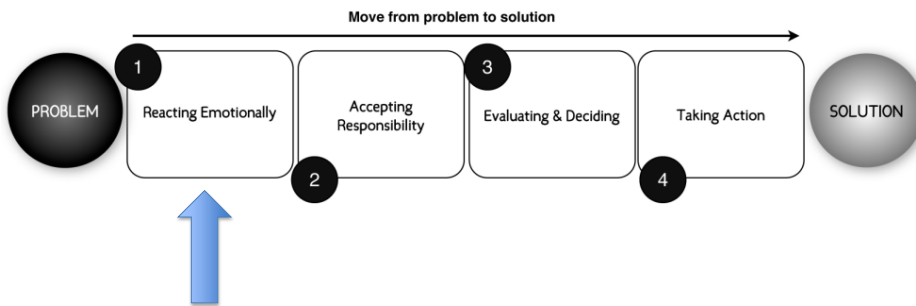 Move from problem to solution
PROBLEM
1
Reacting Emotionally
2
Accepting
Responsibility
3
Evaluating & Deciding
4
Taking Action
SOLUTION